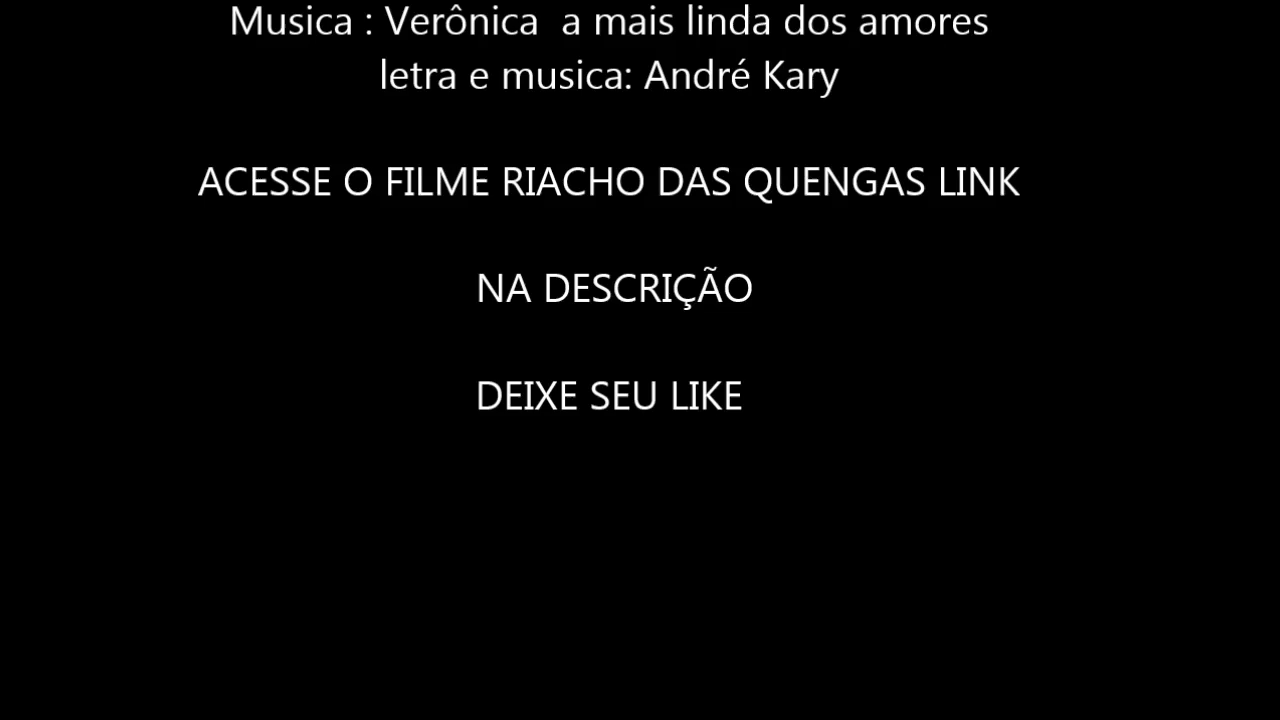 Musica : Verônica  a mais linda dos amores
letra e musica: André Kary
ACESSE O FILME RIACHO DAS QUENGAS LINK
NA DESCRIÇÃO
DEIXE SEU LIKE